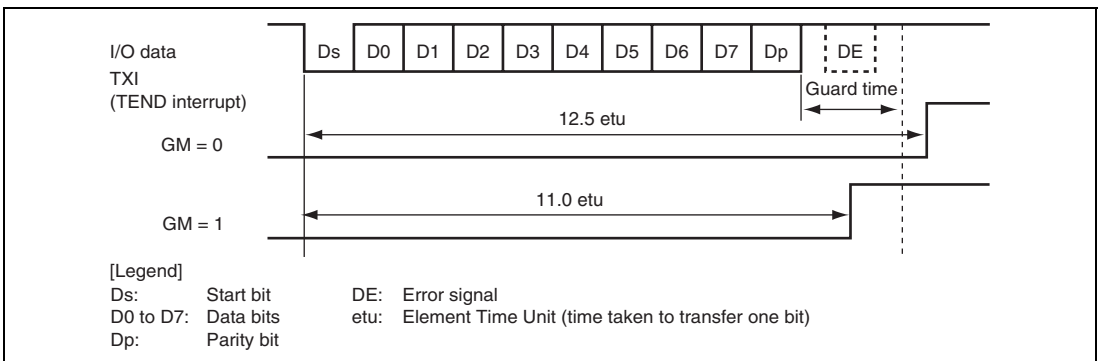 I/O data
Ds D0 D1 D2 D3 D4 D5 D6 D7 Dp DE
TXI
(TEND interrupt)
Guard time
12.5 etu
GM = 0
11.0 etu
GM = 1
[Legend]
Ds: Start bit DE: Error signal
D0 to D7: Data bits etu: Element Time Unit (time taken to transfer one bit)
Dp: Parity bit